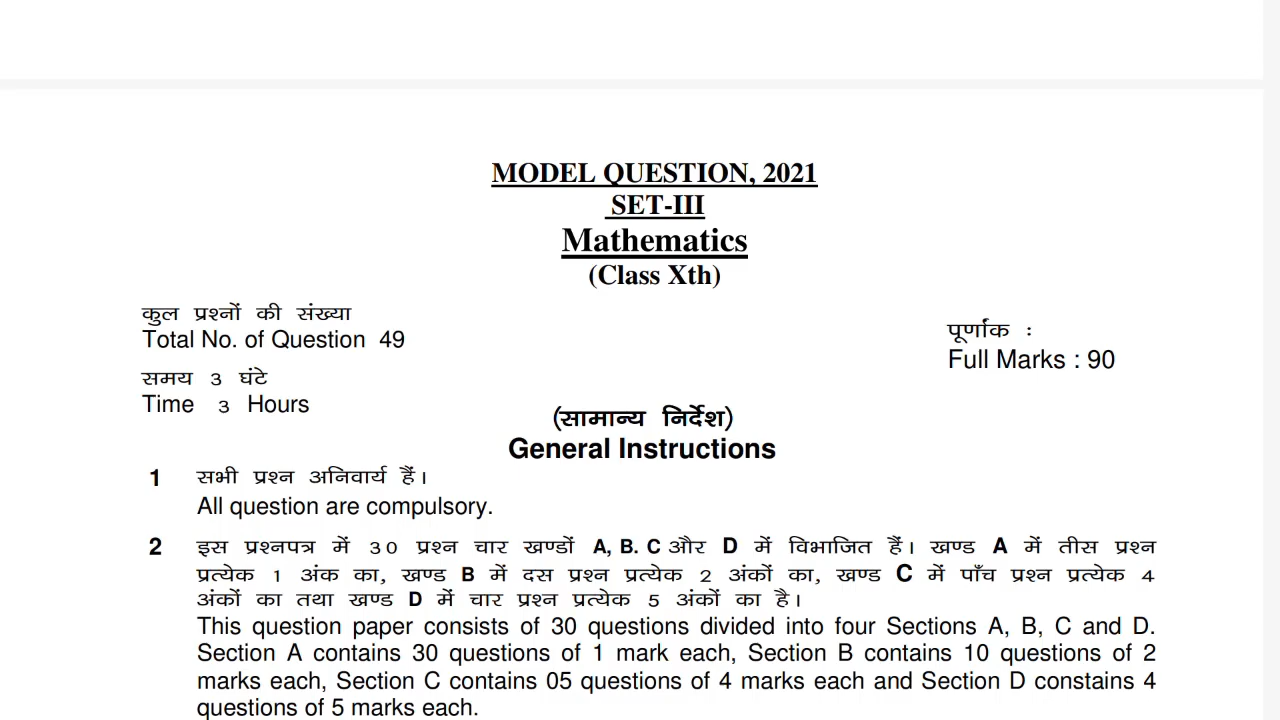 MODEL QUESTION, 2021
SET-III
Mathematics
(Class Xth)
कुल प्रश्नों की संख्या
Total No. of Question 49
पूर्णांक :
Full Marks : 90
समय 3 घंटे
Time 3 Hours
(सामान्य निर्देश)
General Instructions
1 सभी प्रश्न अनिवार्य हैं।
All question are compulsory.
2 इस प्रश्नपत्र में 30 प्रश्न चार खण्डों A, B. C और D में विभाजित हैं। खण्ड A में तीस प्रश्न
प्रत्येक 1 अंक का, खण्ड B में दस प्रश्न प्रत्येक 2 अंकों का, खण्ड C में पाँच प्रश्न प्रत्येक 4
अंकों का तथा खण्ड D में चार प्रश्न प्रत्येक 5 अंकों का है।
This question paper consists of 30 questions divided into four Sections A, B, C and D.
Section A contains 30 questions of 1 mark each, Section B contains 10 questions of 2
marks each, Section C contains 05 questions of 4 marks each and Section D constains 4
questions of 5 marks each.